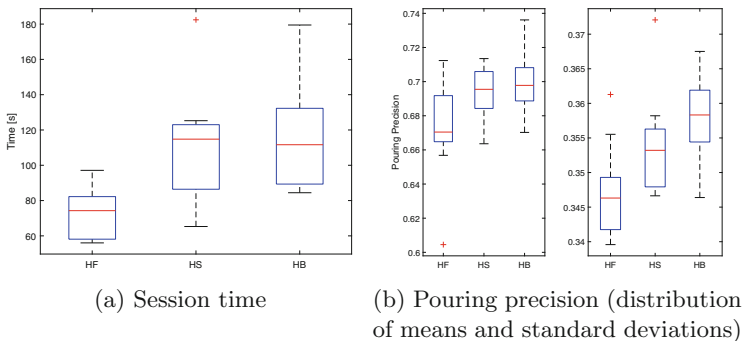 180
160
140
120
100
80
60
Time [s]
HF HS HB
(a) Session time
0.74
0.72
0.7
0.68
0.66
0.64
0.62
0.6
Pouring Precision
HF HS HB
0.37
0.365
0.36
0.355
0.35
0.345
0.34
HF HS HB
(b) Pouring precision (distribution
of means and standard deviations)